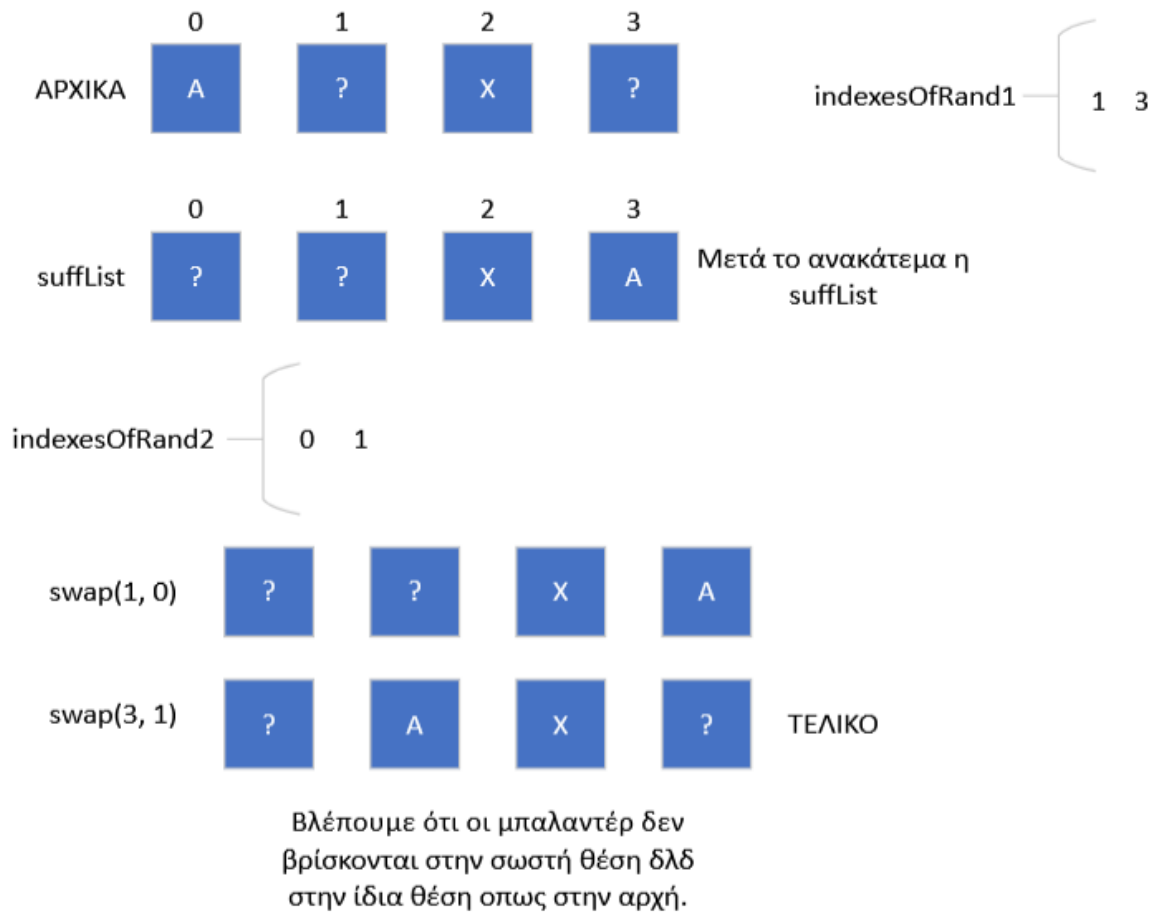 0 1 2 3
ΑΡΧΙΚΑ A ? X ? indexesOfRand1 1 3
0 1 2 3
suffList ? ? X A Μετά το ανακάτεμα η
suffList
indexesOfRand2 0 1
swap(1, 0) ? ? X A
swap(3, 1) ? A X ? ΤΕΛΙΚΟ
Βλέπουμε ότι οι μπαλαντέρ δεν
βρίσκονται στην σωστή θέση δλδ
στην ίδια θέση οπως στην αρχή.